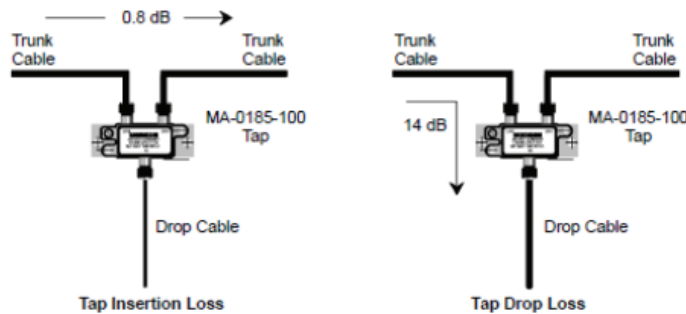 0.8 dB
Trunk
Cable
Trunk
Cable
MA-0185-100
Tap
Drop Cable
Tap Insertion Loss
Trunk
Cable
Trunk
Cable
14 dB
MA-0185-100
Tap
Drop Cable
Tap Drop Loss